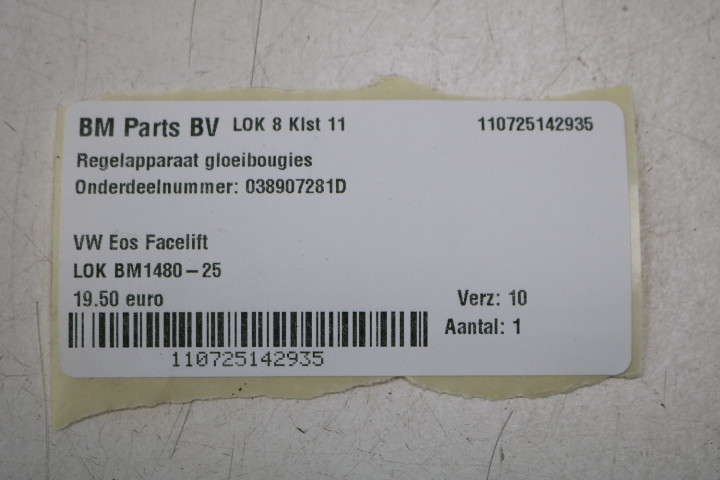 BM Parts BV LOK 8 Klst 11 110725142935
Regelapparaat gloeibougies
Onderdeelnummer: 038907281D
VW Eos Facelift
LOK BM1480-25
19.50 euro Verz: 10
Aantal: 1
110725142935